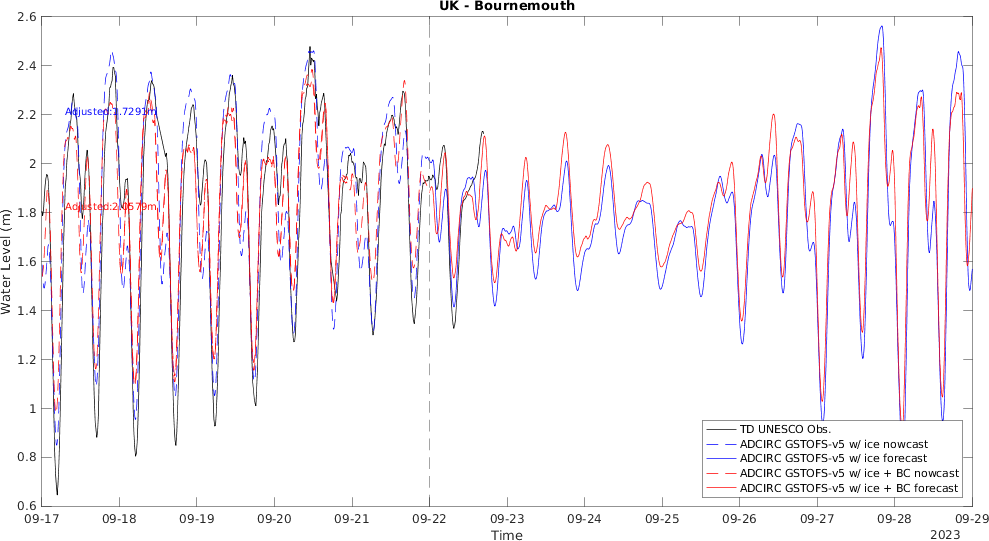 UK - Bournemouth
2.6
2.4
2.2
2
1.8
1.6
1.4
1.2
1
0.8
0.6
Water Level (m)
Adjusted:1.7291m
Adjusted:2.0579m
TD UNESCO Obs.
ADCIRC GSTOFS-v5 w/ ice nowcast
ADCIRC GSTOFS-v5 w/ ice forecast
ADCIRC GSTOFS-v5 w/ ice + BC nowcast
ADCIRC GSTOFS-v5 w/ ice + BC forecast
09-17 09-18 09-19 09-20 09-21 09-22 09-23 09-24 09-25 09-26 09-27 09-28 09-29
Time
2023